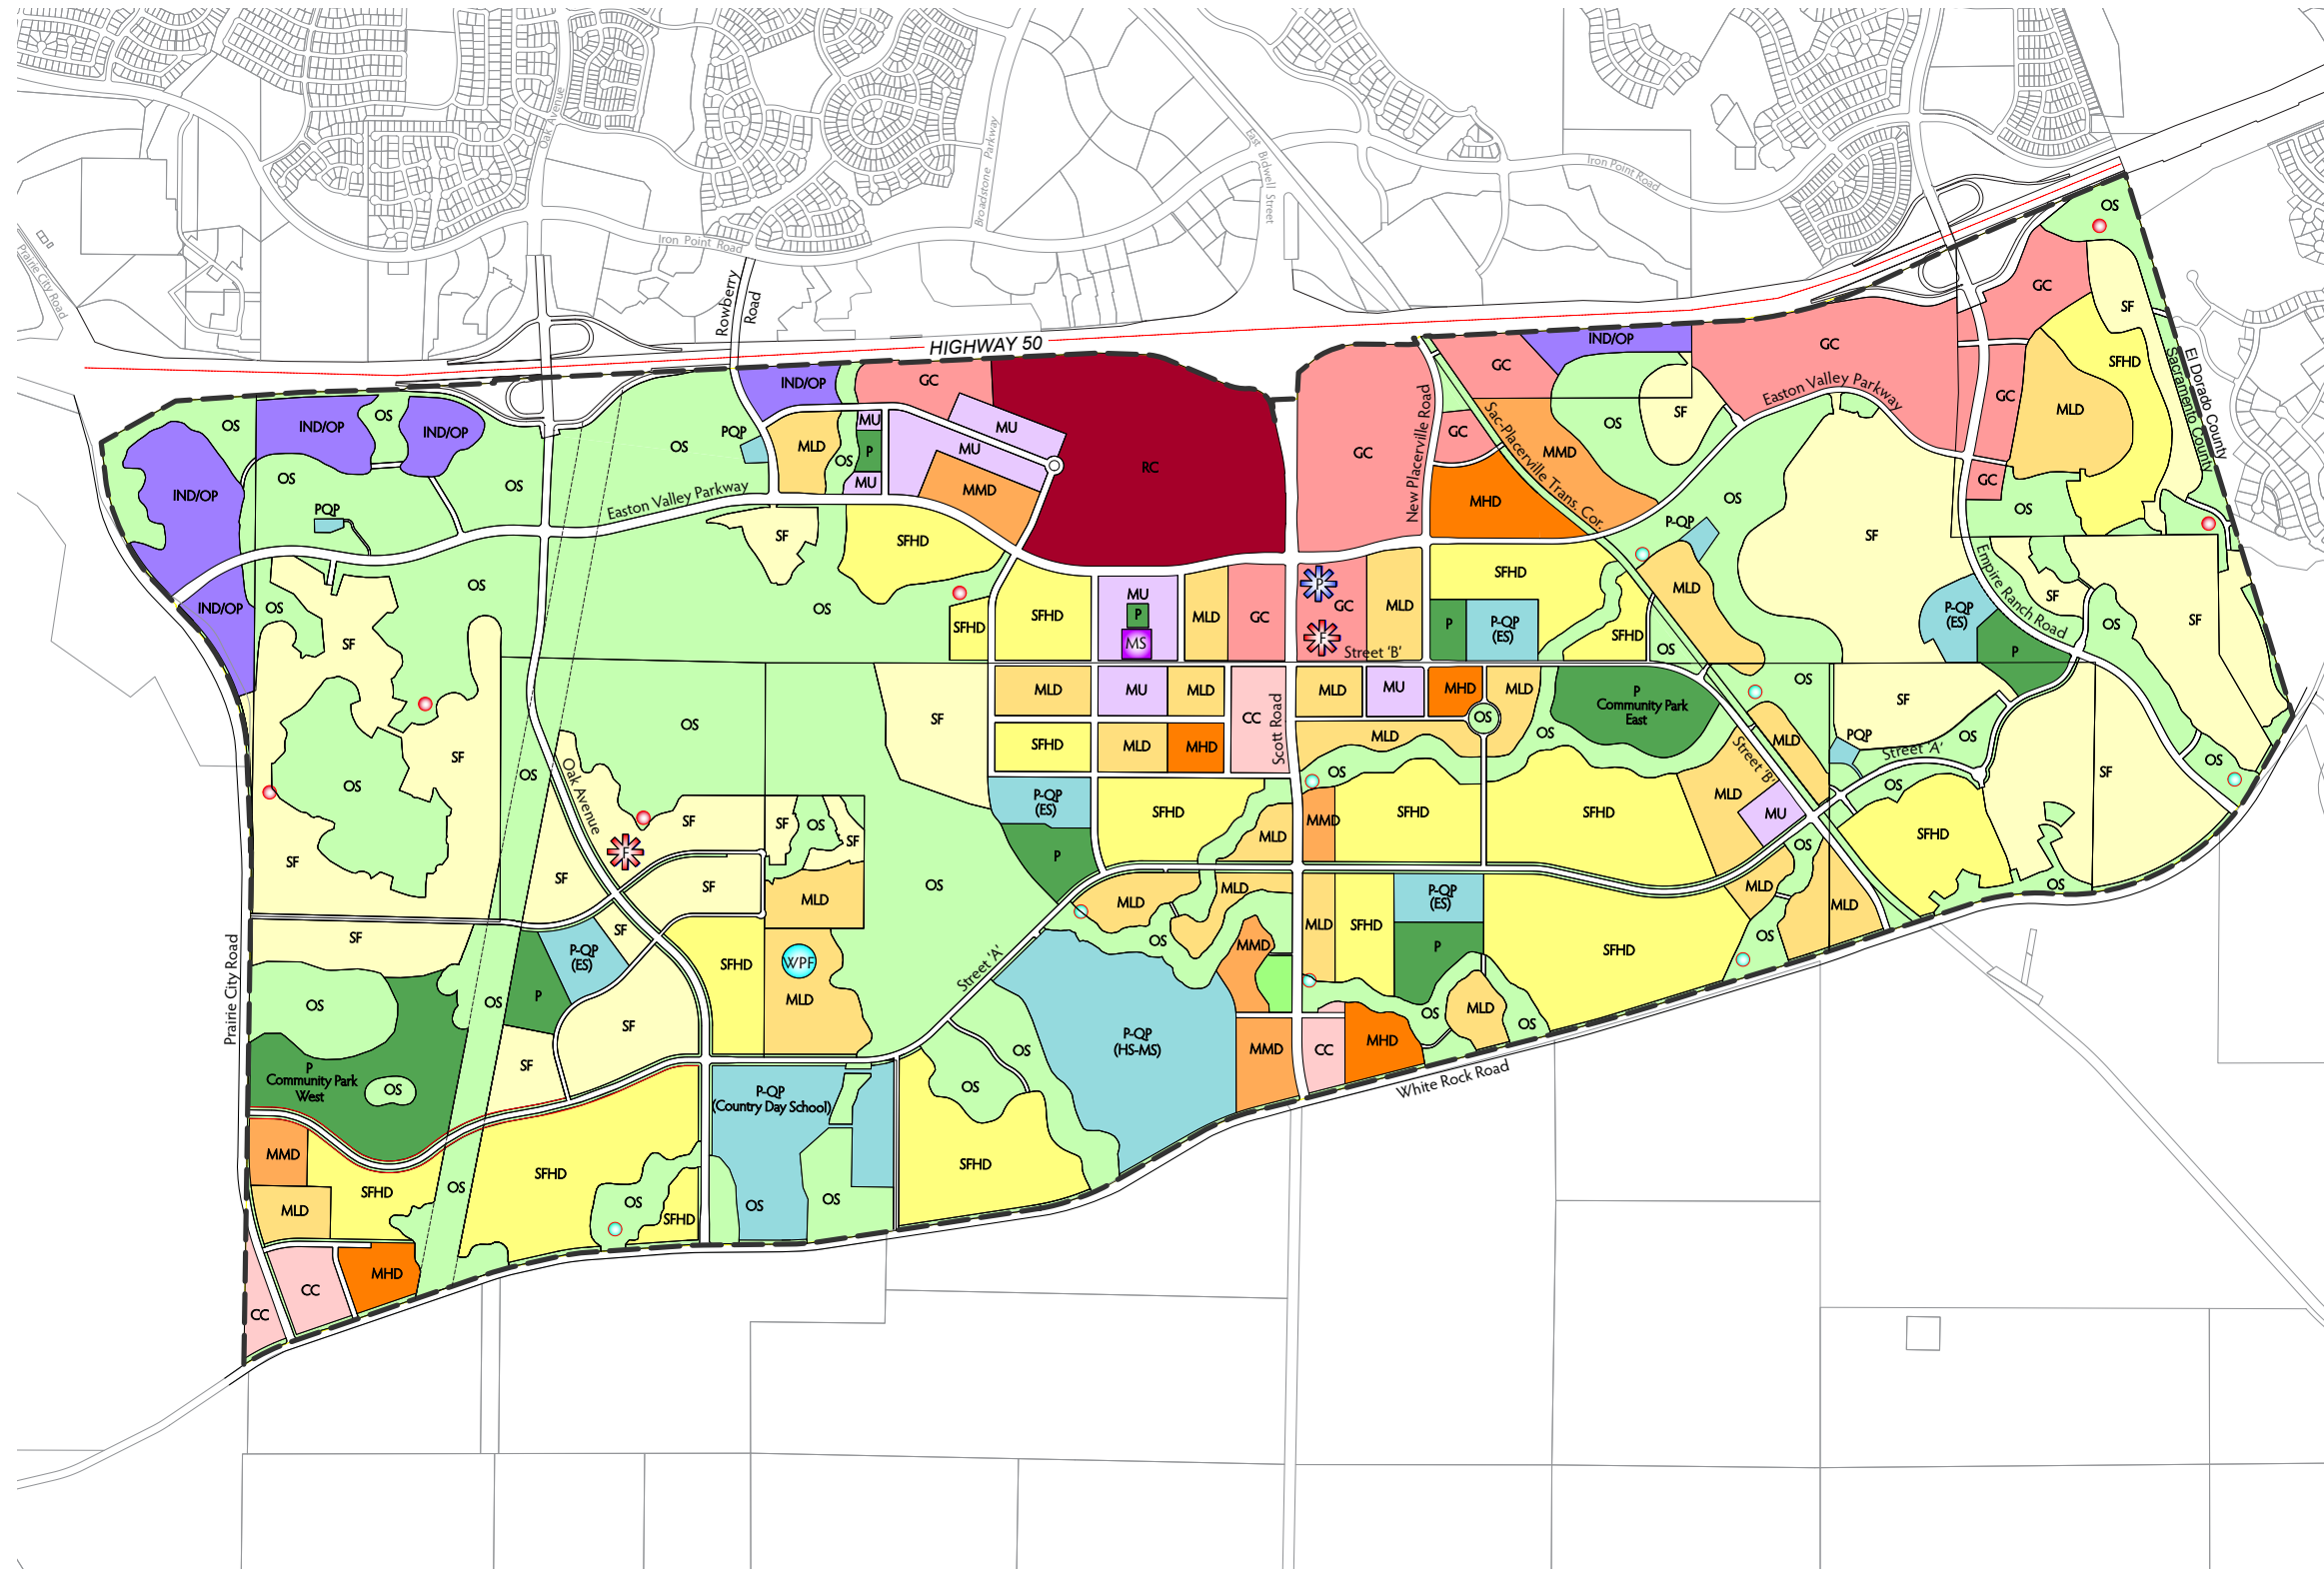 Oak Avenue
Broadstone Parkway
East Bidwell Street
Iron Point Road
Iron Point Road
Prairie City Road
Rowberry
Road
HIGHWAY 50
OS
GC
SF
SFHD
El Dorado County
Sacramento County
IND/OP
GC
GC
GC
MLD
Easton Valley Parkway
IND/OP
GC
New Placerville Road
Sac-Placerville Trans. Cor.
SF
OS
GC
GC
MMD
MHD
RC
OS
IND/OP
OS
IND/OP
OS
PQP
MLD
MU
P
OS
MU
MU
MU
MMD
IND/OP
OS
OS
PQP
Easton Valley Parkway
GC
OS
OS
P-QP
SF
Empire Ranch Road
SF
SFHD
SFHD
MLD
P-QP
(ES)
P
SF
OS
SF
IND/OP
OS
SF
OS
OS
SFHD
SFHD
MU
P
MS
MLD
GC
P
GC
F
MLD
Street 'B'
P
P-QP
(ES)
SFHD
OS
OS
MLD
MU
MLD
CC
Scott Road
MLD
MU
MHD
MLD
OS
P
Community Park
East
OS
SF
OS
SF
SF
OS
OS
SFHD
MLD
MHD
MLD
OS
OS
MLD
Street 'B'
PQP
Street 'A'
OS
SF
OS
OS
Oak Avenue
P-QP
(ES)
SFHD
MLD
MMD
SFHD
SFHD
MLD
MU
OS
SFHD
OS
SF
SF
F
SF
OS
SF
SF
SF
MLD
P
OS
MLD
MLD
P-QP
(ES)
MLD
MLD
SF
SF
P-QP
(ES)
SFHD
WPF
MLD
Street 'A'
OS
MMD
MLD
SFHD
P
SFHD
OS
Prairie City Road
OS
OS
P
SF
SF
P-QP
(HS-MS)
OS
MLD
OS
P
Community Park
West
OS
OS
OS
MMD
CC
MHD
White Rock Road
P-QP
(Country Day School)
MMD
MLD
SFHD
OS
SFHD
OS
SFHD
OS
OS
SFHD
CC
CC
MHD